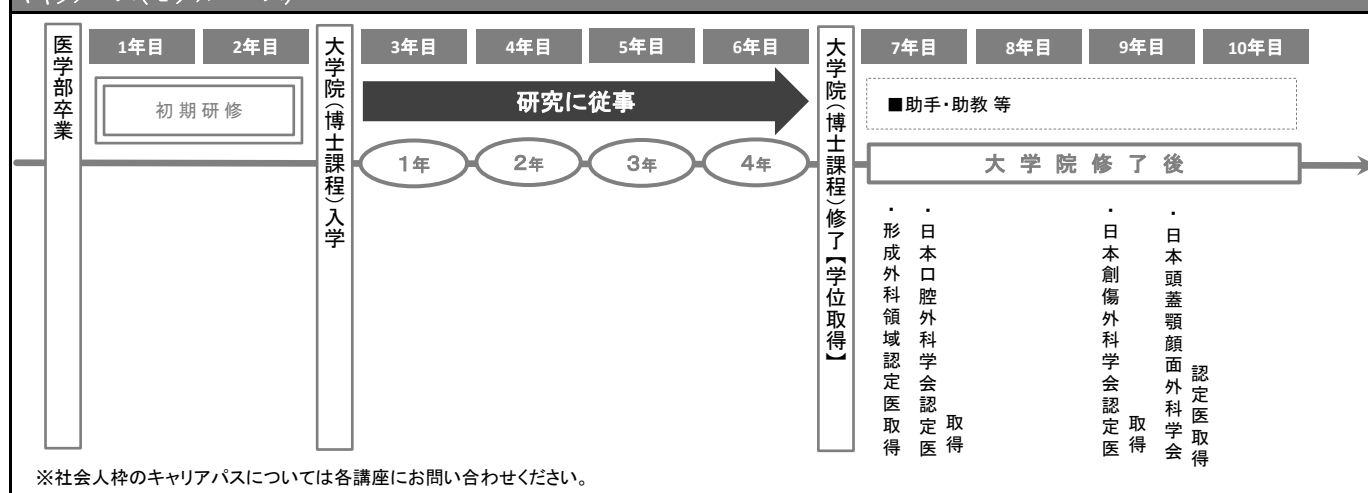 医学部卒業
1年目
2年目
初期研修
大学院(博士課程)入学
3年目
4年目
5年目
6年目
研究に従事
1年
2年
3年
4年
大学院(博士課程)修了【学位取得】
7年目
8年目
9年目
10年目
■助手・助教 等
大学院修了後
・形成外科領域認定医取得
・日本口腔外科学会認定医
取得
・日本創傷外科学会認定医
取得
・日本頭蓋顎顔面外科学会
認定医取得
※社会人枠のキャリアパスについては各講座にお問い合わせください。